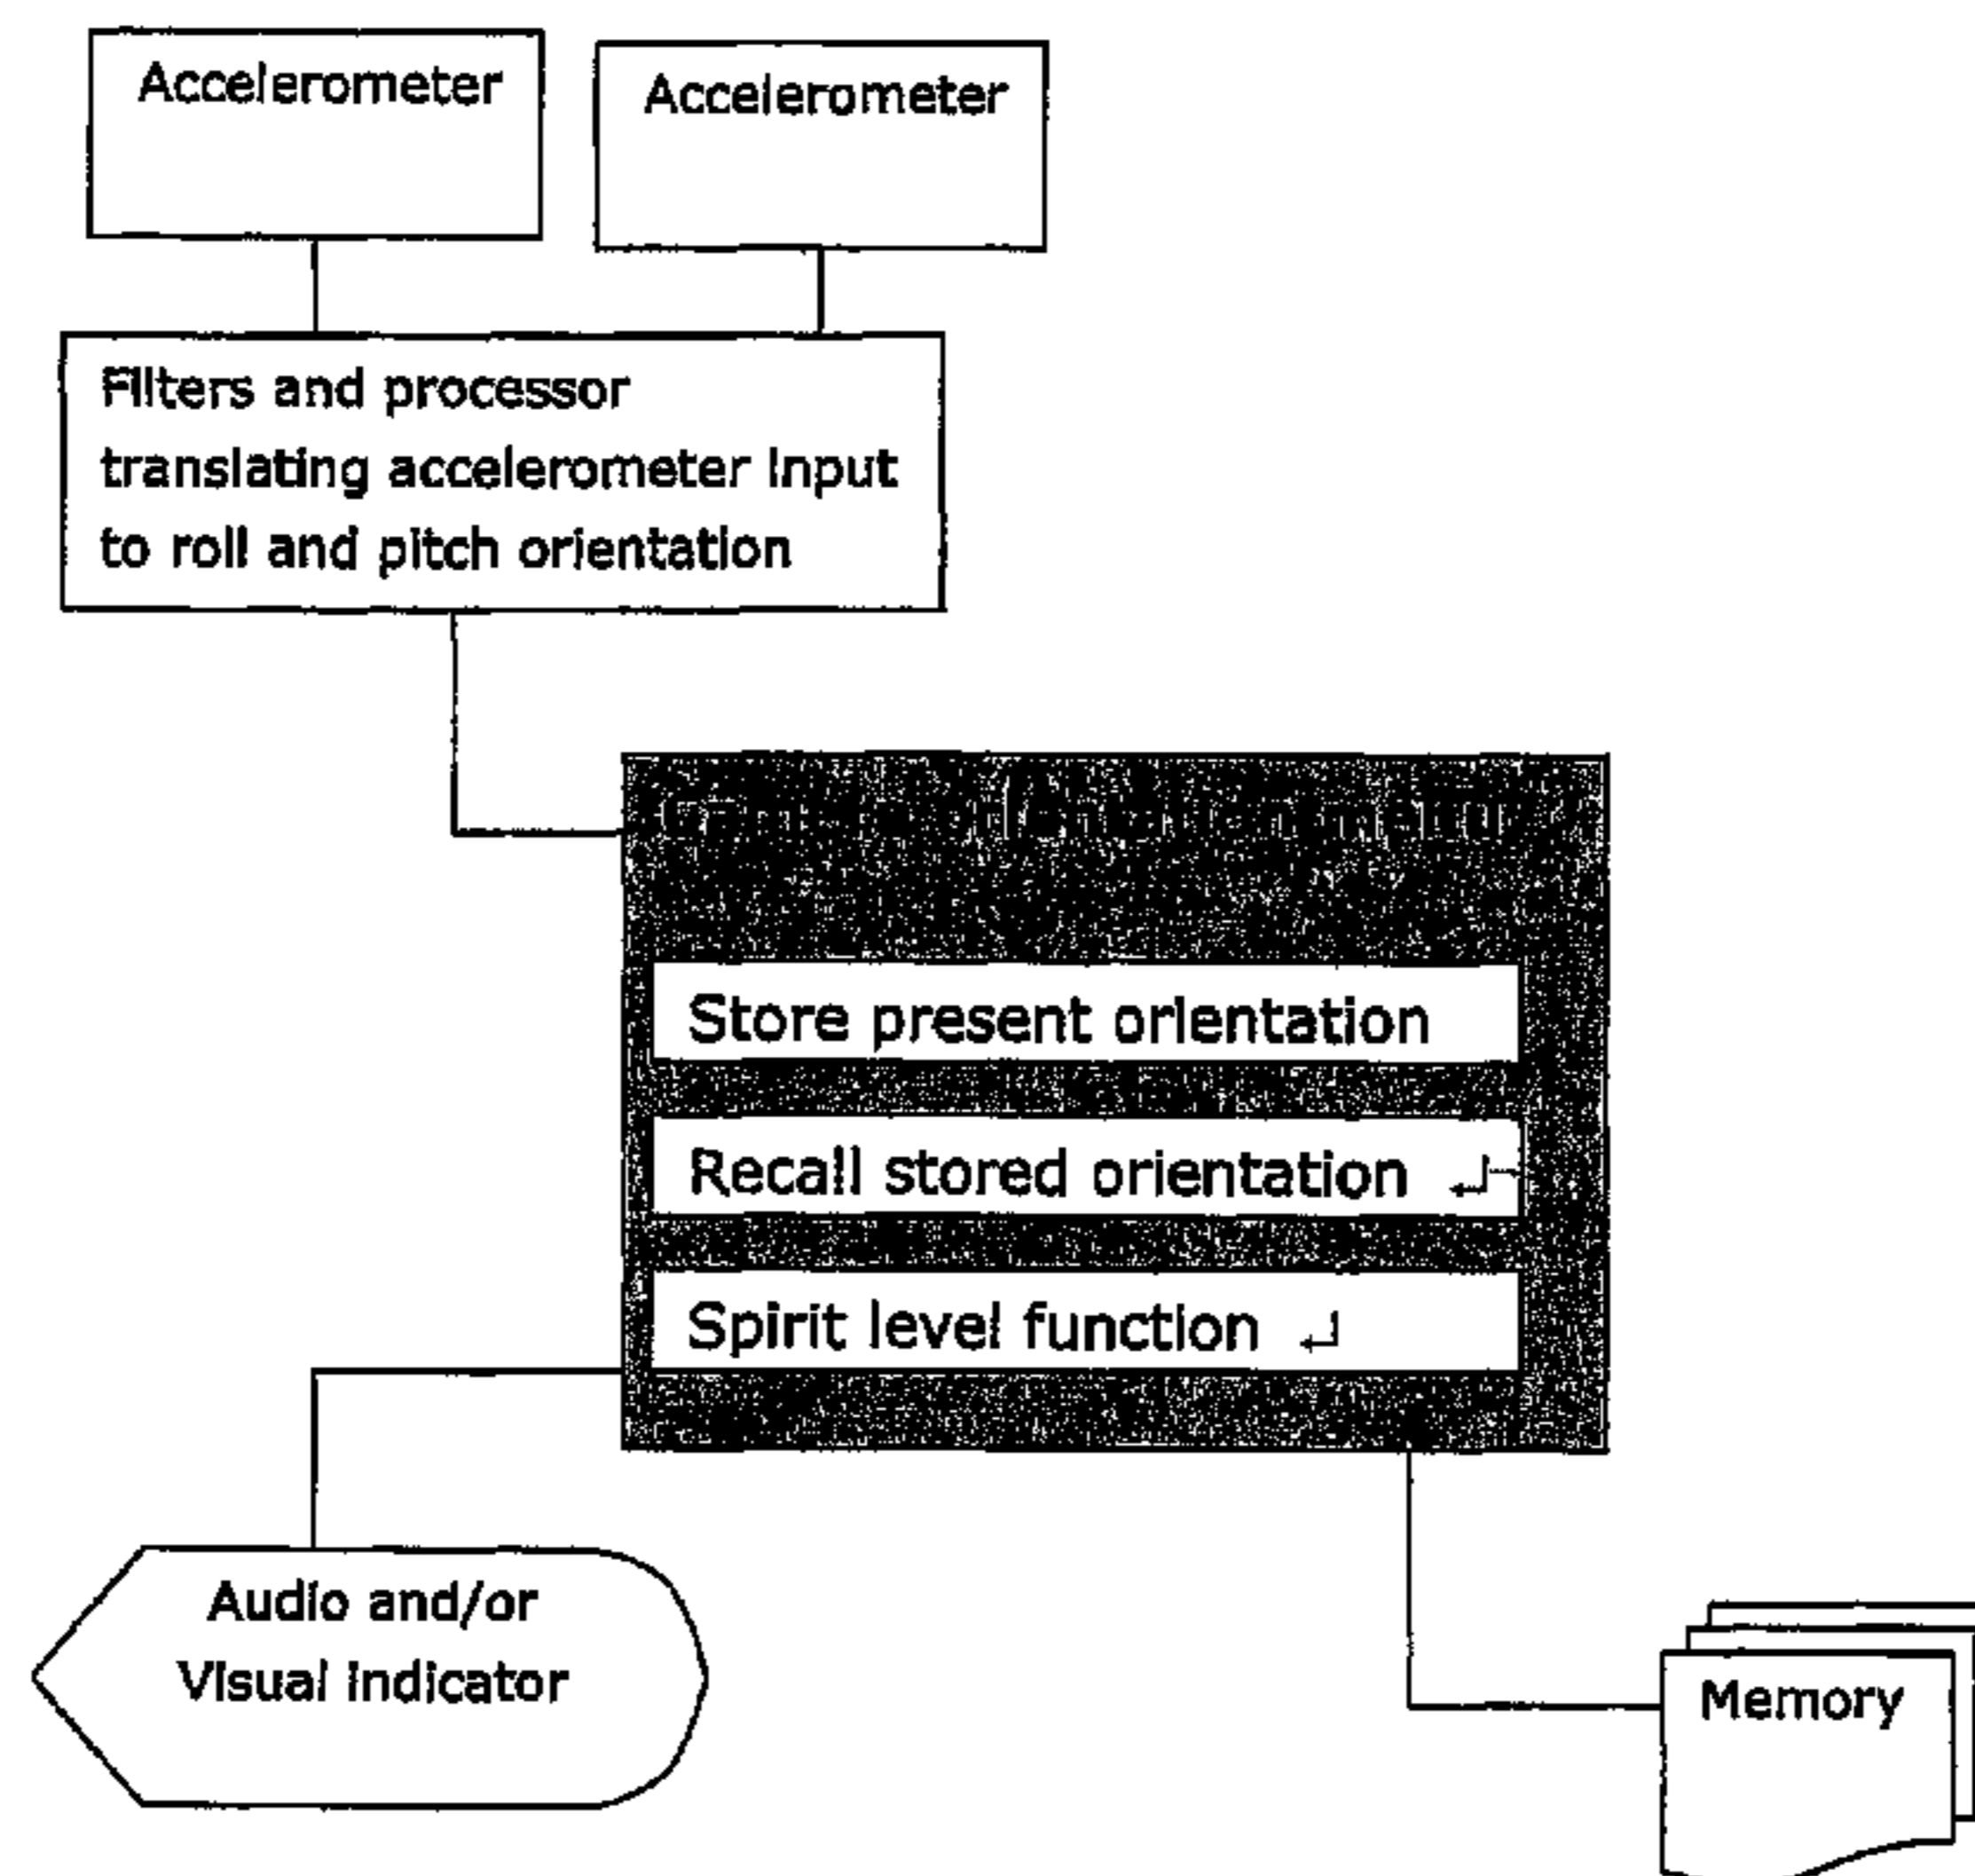 Accelerometer
Accelerometer
Filters and processor
translating accelerometer input
to roll and pitch orientation
Store present orientation
Recall stored orientation
Spirit level function
Audio and/or
Visual indicator
Memory